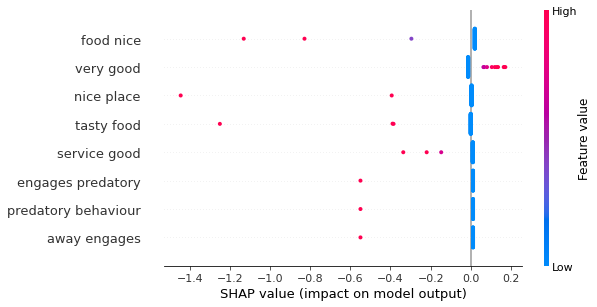 High
food nice
very good
nice place
tasty food
service good
engages predatory
predatory behaviour
away engages
Feature value
Low
−1.4 −1.2 −1.0 −0.8 −0.6 −0.4 −0.2 0.0 0.2
SHAP value (impact on model output)